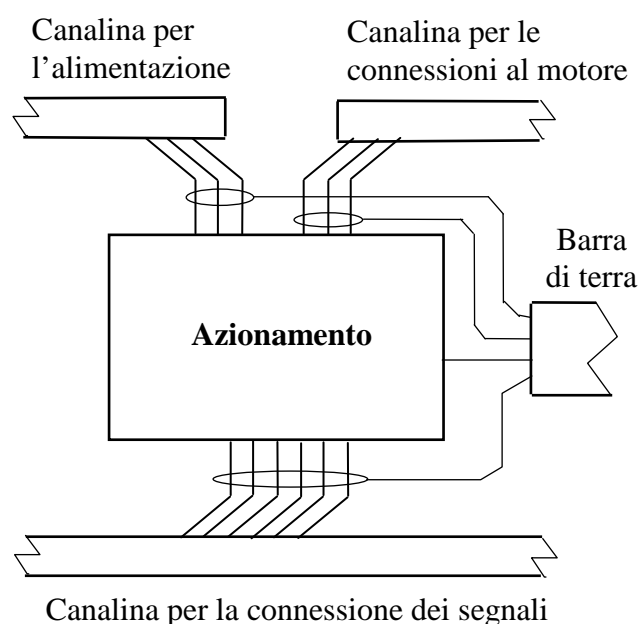 Canalina per
l’alimentazione
Canalina per le
connessioni al motore
Barra
di terra
Azionamento
Canalina per la connessione dei segnali